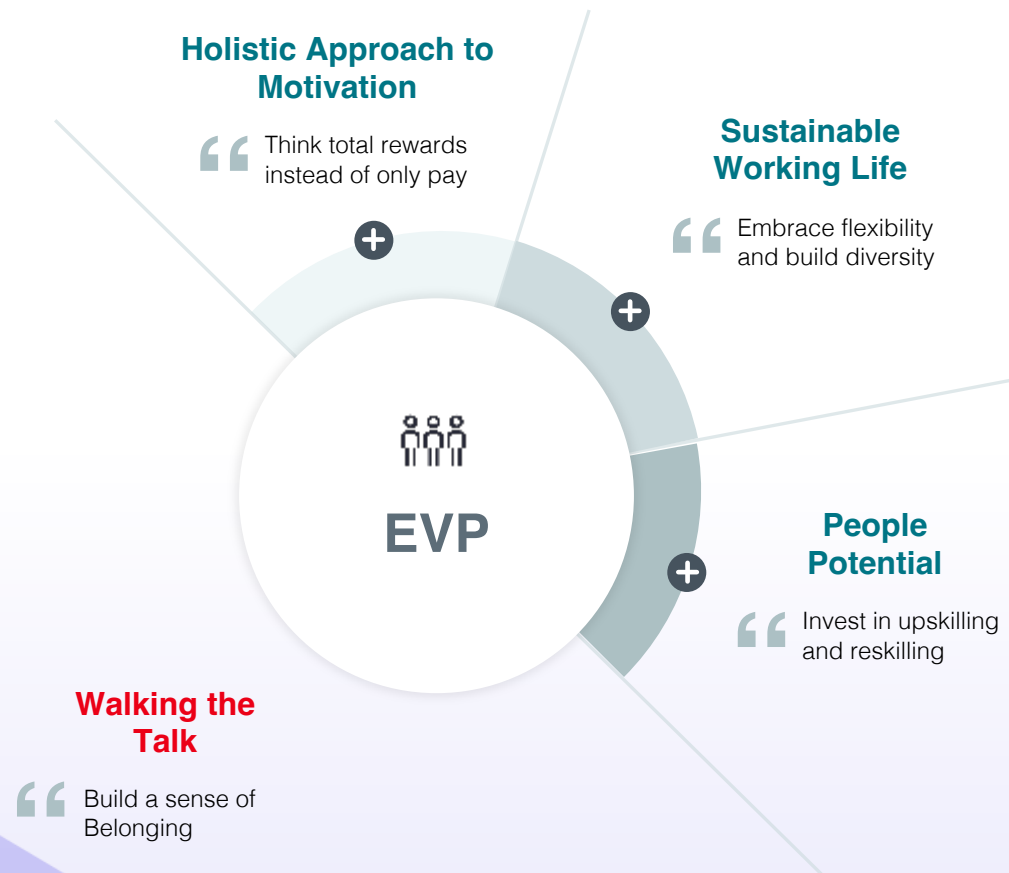 Holistic Approach to
Motivation
Think total rewards
instead of only pay
Sustainable
Working Life
Embrace flexibility
and build diversity
EVP
People
Potential
Invest in upskilling
and reskilling
Walking the
Talk
Build a sense of
Belonging